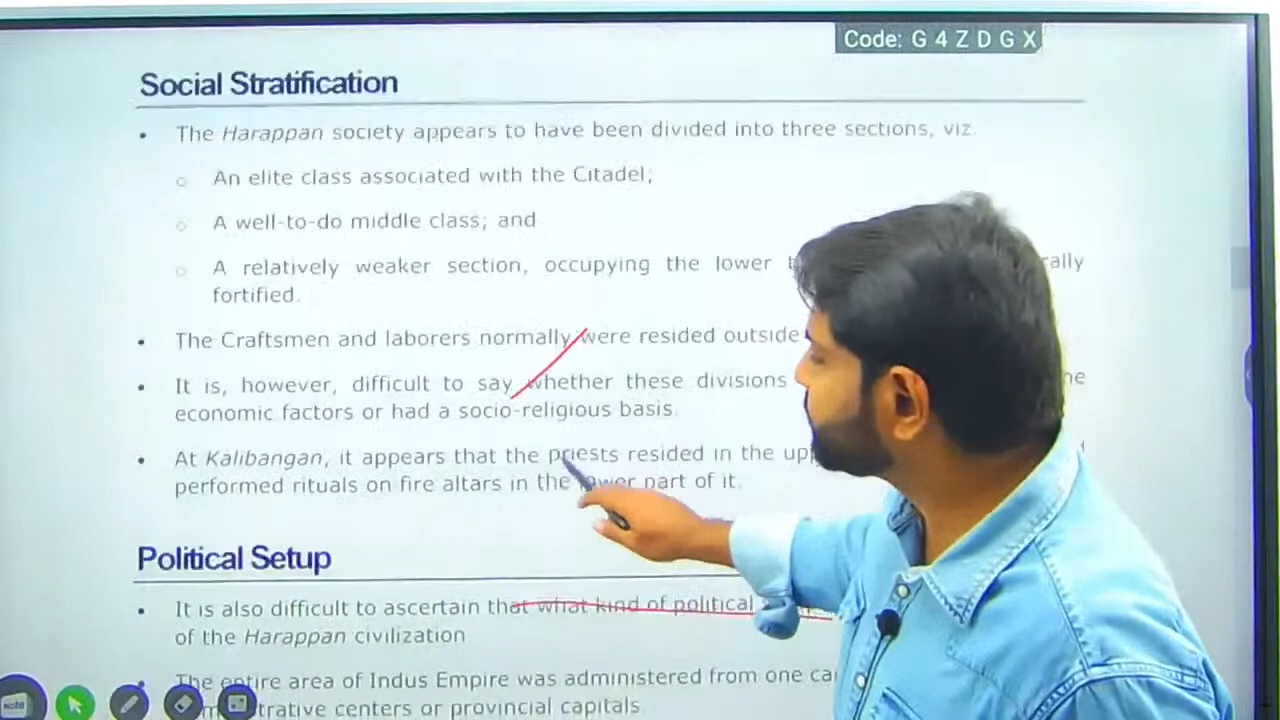 Code: G 4 Z D G X
Social Stratification
• The Harappan society appears to have been divided into three sections, viz.
○ An elite class associated with the Citadel;
○ A well-to-do middle class; and
○ A relatively weaker section, occupying the lower
fortified.
• The Craftsmen and laborers normally were resided outside
• It is, however, difficult to say whether these divisions
economic factors or had a socio-religious basis.
• At Kalibangan, it appears that the priests resided in the
performed rituals on fire altars in the lower part of it.
Political Setup
• It is also difficult to ascertain that what kind of political
of the Harappan civilization
• The entire area of Indus Empire was administered from one
centers or provincial capitals